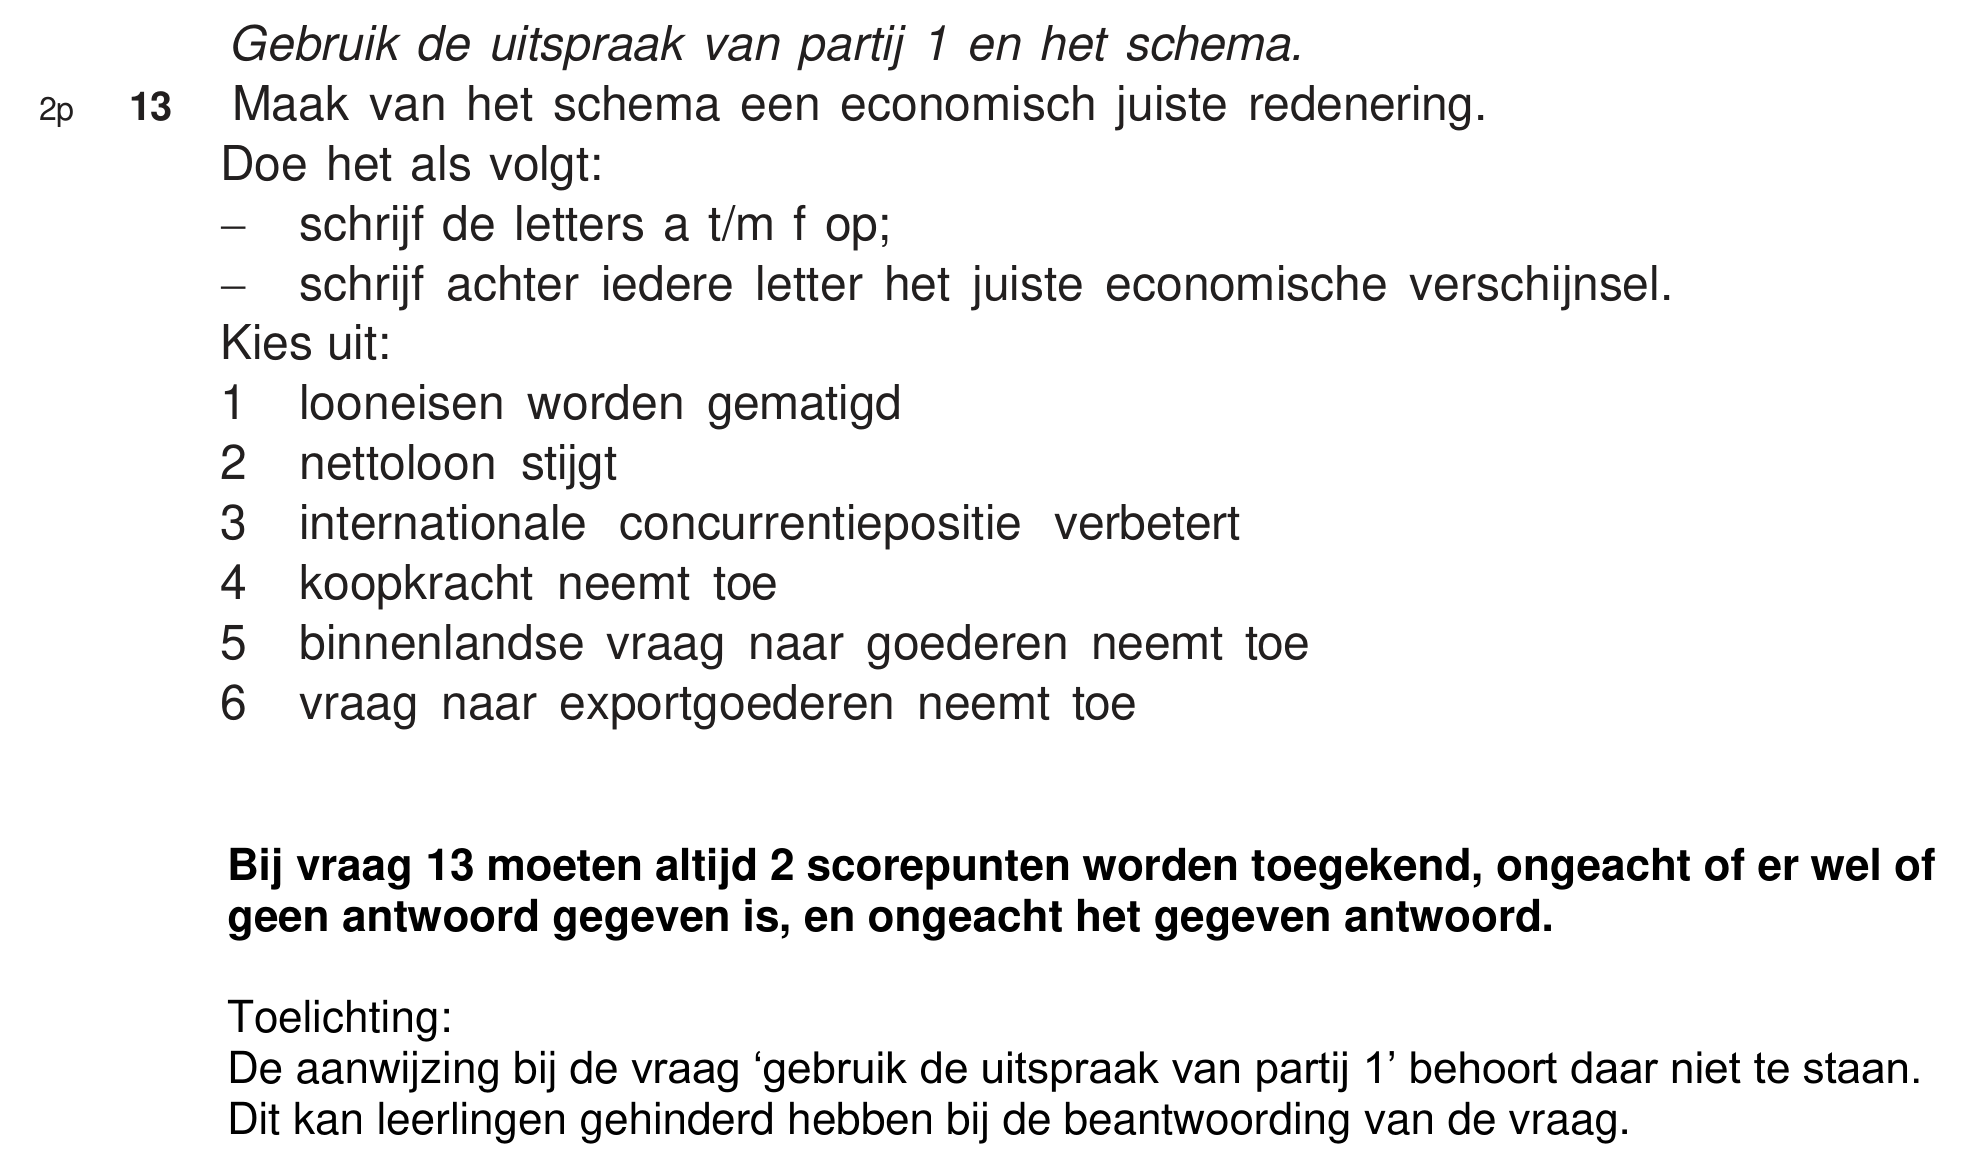 Gebruik de uitspraak van partij 1 en het schema.
2p 13 Maak van het schema een economisch juiste redenering.
Doe het als volgt:
– schrijf de letters a t/m f op;
– schrijf achter iedere letter het juiste economische verschijnsel.
Kies uit:
1 looneisen worden gematigd
2 nettoloon stijgt
3 internationale concurrentiepositie verbetert
4 koopkracht neemt toe
5 binnenlandse vraag naar goederen neemt toe
6 vraag naar exportgoederen neemt toe
Bij vraag 13 moeten altijd 2 scorepunten worden toegekend, ongeacht of er wel of
geen antwoord gegeven is, en ongeacht het gegeven antwoord.
Toelichting:
De aanwijzing bij de vraag ‘gebruik de uitspraak van partij 1’ behoort daar niet te staan.
Dit kan leerlingen gehinderd hebben bij de beantwoording van de vraag.